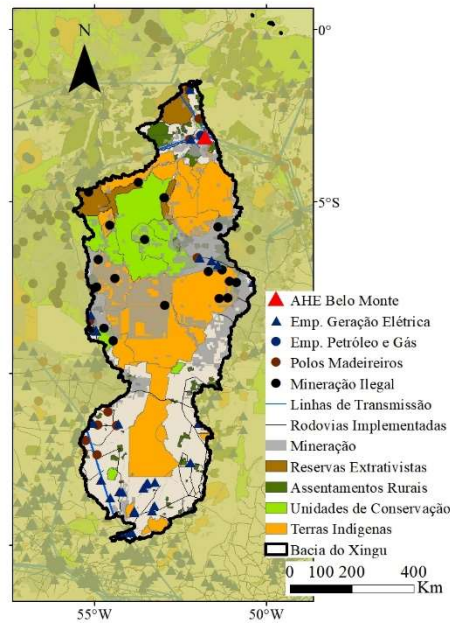 N
0°
5°S
AHE Belo Monte
Emp. Geração Elétrica
Emp. Petróleo e Gás
Polos Madeireiros
Mineração Ilegal
Linhas de Transmissão
Rodovias Implementadas
Mineração
Reservas Extrativistas
Assentamentos Rurais
Unidades de Conservação
Terras Indígenas
Bacia do Xingu
0 100 200 400
Km
55°W 50°W